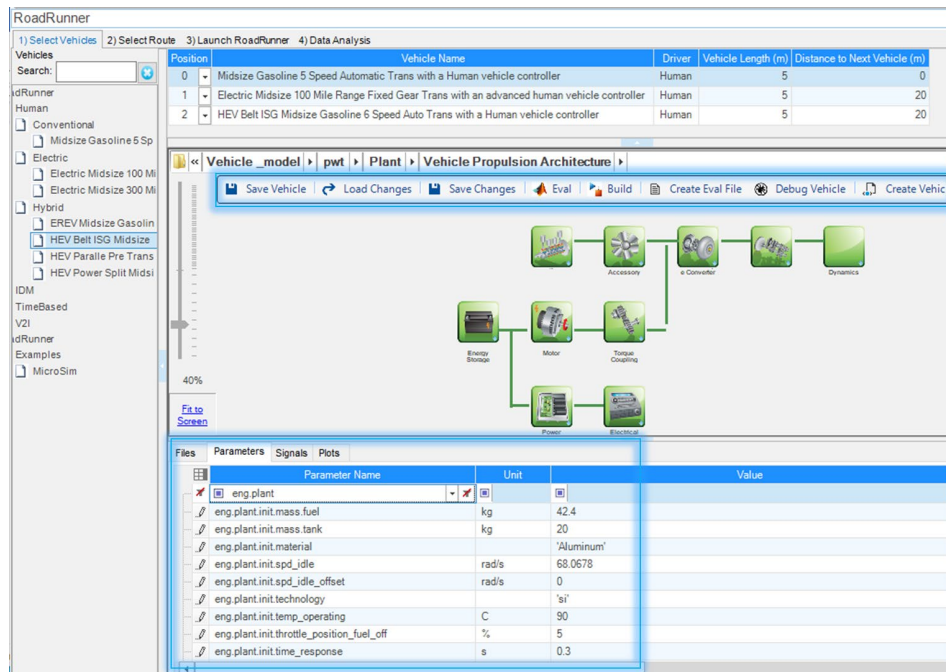 RoadRunner
1) Select Vehicles 2) Select Route 3) Launch RoadRunner 4) Data Analysis
Vehicles
Search:
adRunner
Human
Conventional
Midsize Gasoline 5 Sp
Electric
Electric Midsize 100 Mi
Electric Midsize 300 Mi
Hybrid
EREV Midsize Gasolin
HEV Belt ISG Midsize
HEV Paralle Pre Trans
HEV Power Split Midsi
IDM
TimeBased
V2I
adRunner
Examples
MicroSim
Position Vehicle Name Driver Vehicle Length (m) Distance to Next Vehicle (m)
0 Midsize Gasoline 5 Speed Automatic Trans with a Human vehicle controller Human 5 0
1 Electric Midsize 100 Mile Range Fixed Gear Trans with an advanced human vehicle controller Human 5 20
2 HEV Belt ISG Midsize Gasoline 6 Speed Auto Trans with a Human vehicle controller Human 5 20
« Vehicle _model pwt Plant Vehicle Propulsion Architecture
Save Vehicle Load Changes Save Changes Eval Build Create Eval File Debug Vehicle Create Vehic
Accessory e Converter Dynamics
Energy Storage
Motor
Torque Coupling
Power Electrical
40%
Fit to
Screen
Files Parameters Signals Plots
Parameter Name Unit Value
eng.plant
eng.plant.init.mass.fuel kg 42.4
eng.plant.init.mass.tank kg 20
eng.plant.init.material 'Aluminum'
eng.plant.init.spd_idle rad/s 68.0678
eng.plant.init.spd_idle_offset rad/s 0
eng.plant.init.technology 'si'
eng.plant.init.temp_operating C 90
eng.plant.init.throttle_position_fuel_off % 5
eng.plant.init.time_response s 0.3